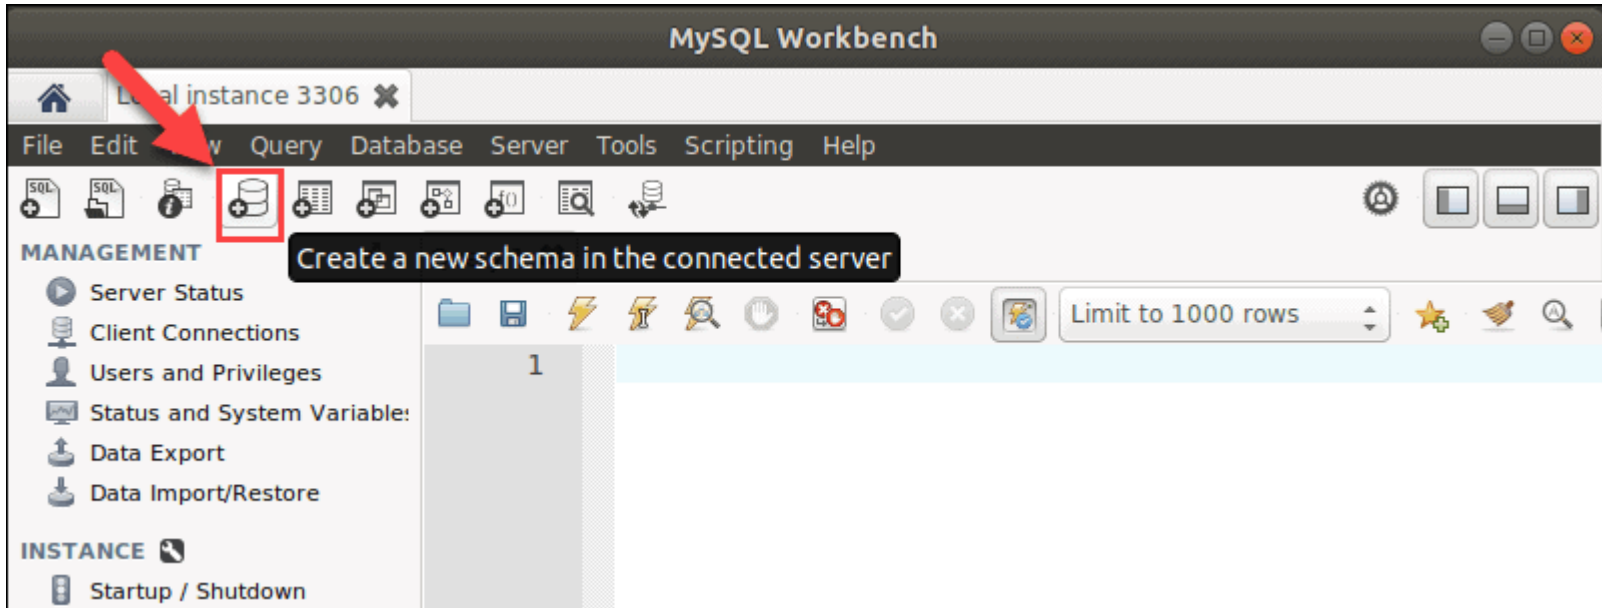 MySQL Workbench
Local instance 3306
File Edit View Query Database Server Tools Scripting Help
SQL SQL f()
MANAGEMENT
Create a new schema in the connected server
Server Status
Client Connections
Limit to 1000 rows
Users and Privileges
1
Status and System Variable
Data Export
Data Import/Restore
INSTANCE
Startup / Shutdown